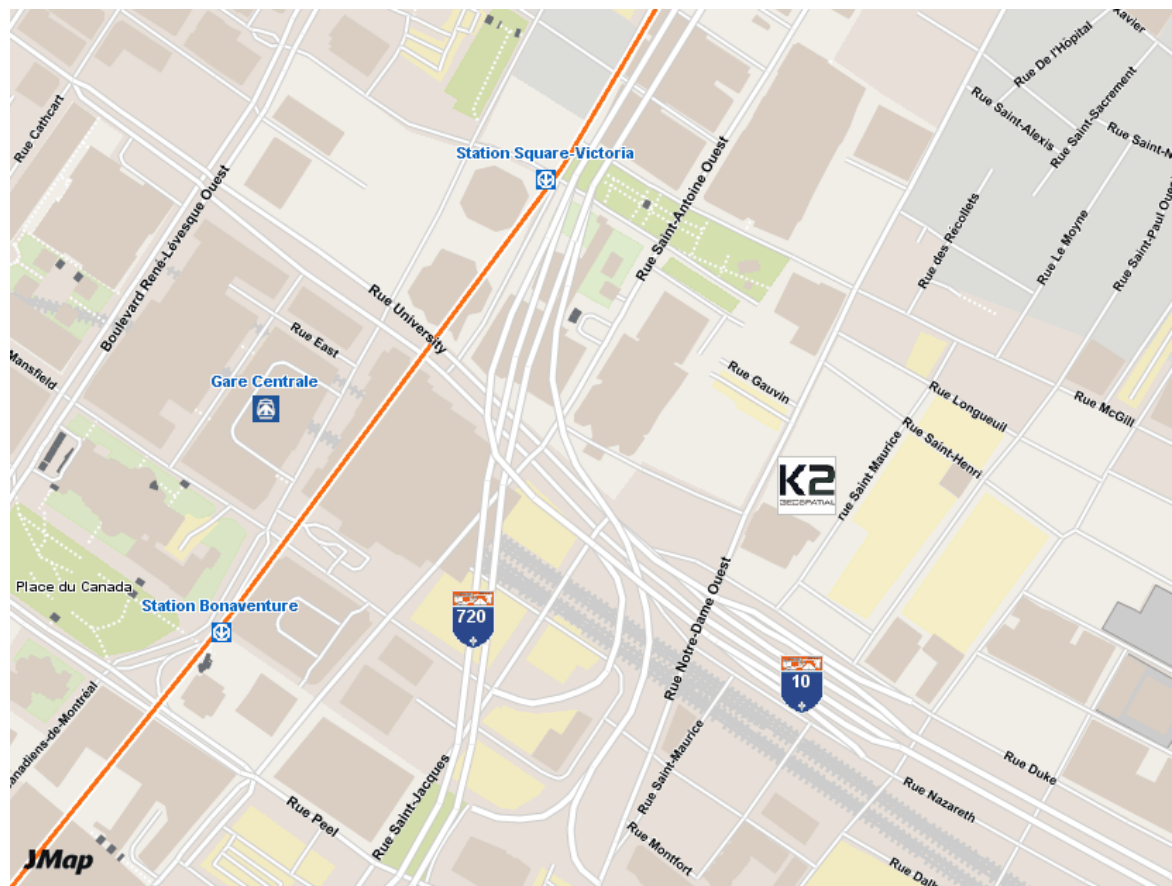 Xavier
Rue De l'Hôpital
Rue Cathcart
Rue Saint-Alexis
Rue Saint-Sacrement
Rue Saint-N
Station Square-Victoria
Rue Saint-Antoine Ouest
Boulevard René-Lévesque Ouest
Rue des Récollets
Rue Le Moyne
Rue Saint-Paul Oues
Rue University
Rue East
Mansfield
Gare Centrale
Rue Gauvin
Rue Longueuil
Rue McGill
Rue Saint-Henri
rue Saint Maurice
K2
GEOSPATIAL
Place du Canada
Station Bonaventure
720
Rue Notre-Dame Ouest
10
anadiens-de-Montréal
Rue Saint-Jacques
Rue Saint-Maurice
Rue Duke
Rue Nazareth
Rue Peel
Rue Montfort
Rue Dalh
JMap